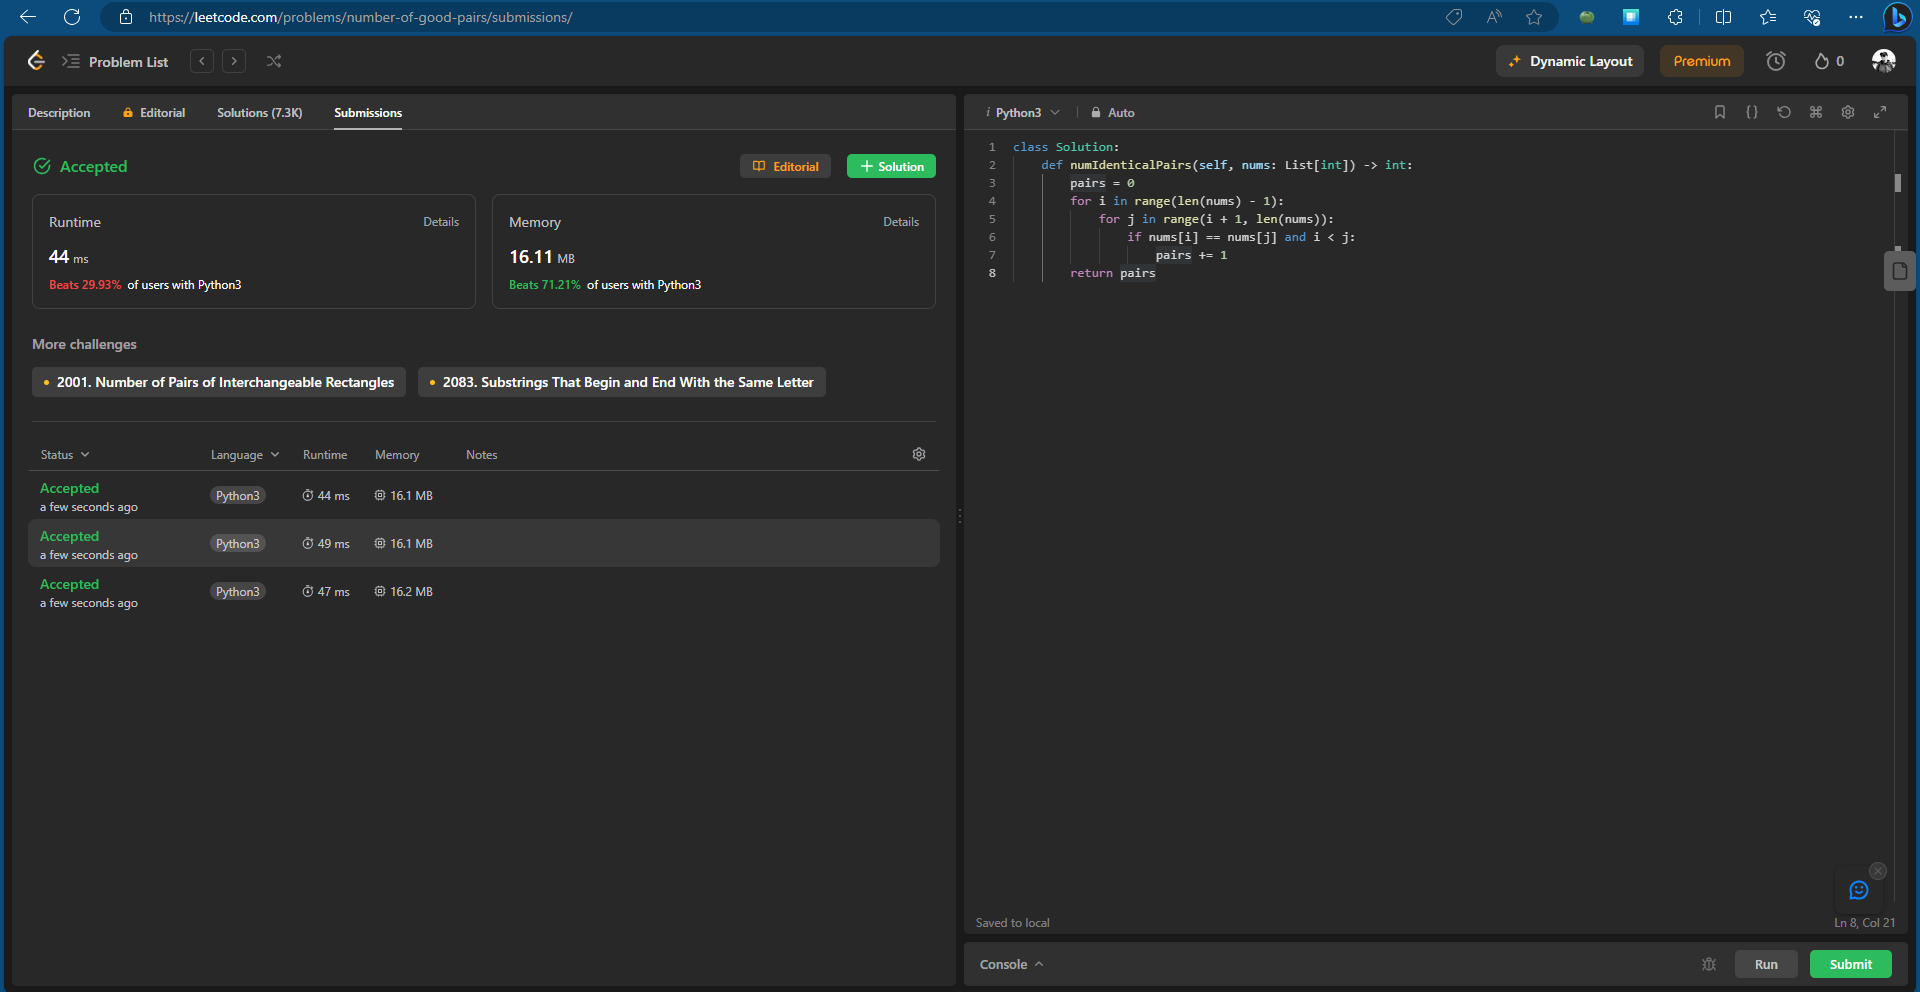 https://leetcode.com/problems/number-of-good-pairs/submissions/
Problem List
Dynamic Layout
Premium
0
Description
Editorial
Solutions (7.3K)
Submissions
Accepted
Editorial
+ Solution
Runtime
Details
44 ms
Beats 29.93% of users with Python3
Memory
Details
16.11 MB
Beats 71.21% of users with Python3
More challenges
2001. Number of Pairs of Interchangeable Rectangles
2083. Substrings That Begin and End With the Same Letter
Status Language Runtime Memory Notes
Accepted
a few seconds ago
Python3 44 ms 16.1 MB
Accepted
a few seconds ago
Python3 49 ms 16.1 MB
Accepted
a few seconds ago
Python3 47 ms 16.2 MB
i Python3
Auto
1 class Solution:
2     def numIdenticalPairs(self, nums: List[int]) -> int:
3         pairs = 0
4         for i in range(len(nums) - 1):
5             for j in range(i + 1, len(nums)):
6                 if nums[i] == nums[j] and i < j:
7                     pairs += 1
8         return pairs
Saved to local
Ln 8, Col 21
Console
Run
Submit